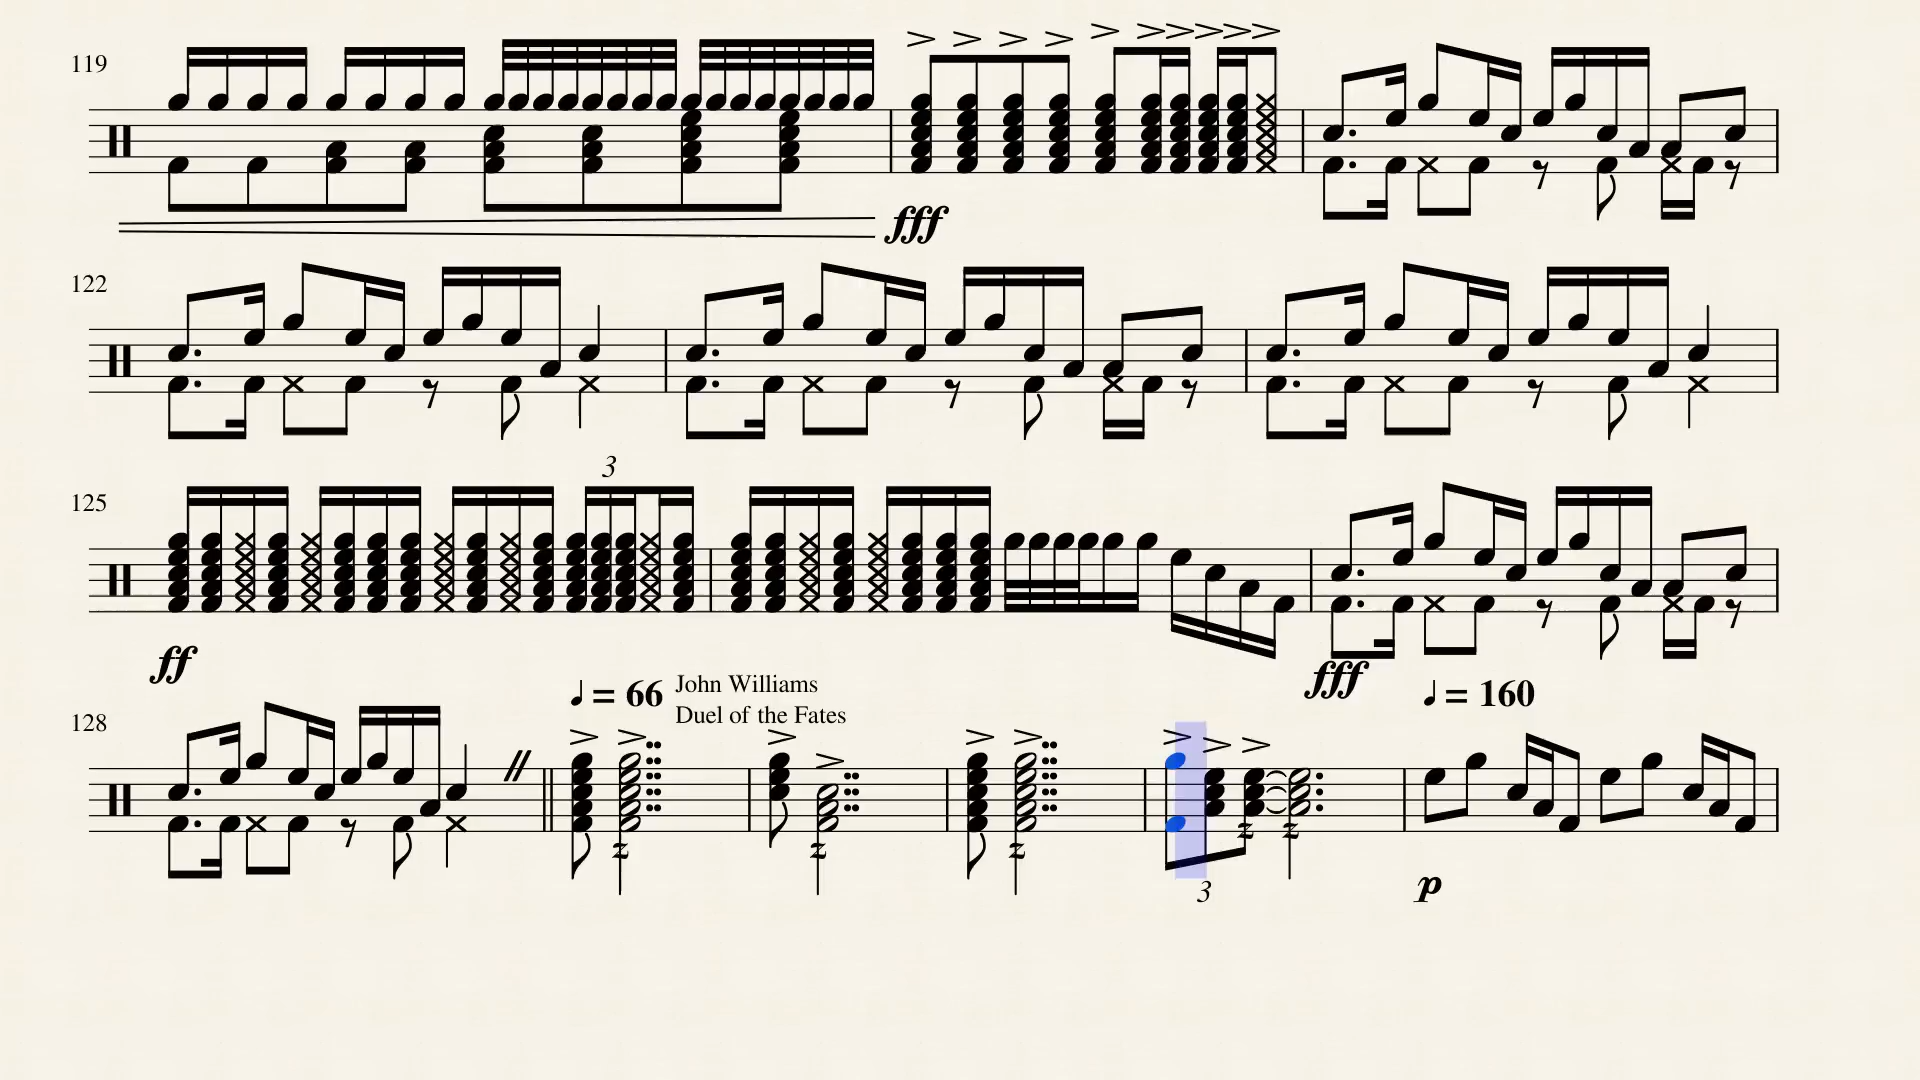 119
fff
122
3
125
ff
fff
♩ = 66 John Williams
Duel of the Fates
♩ = 160
128
3
p